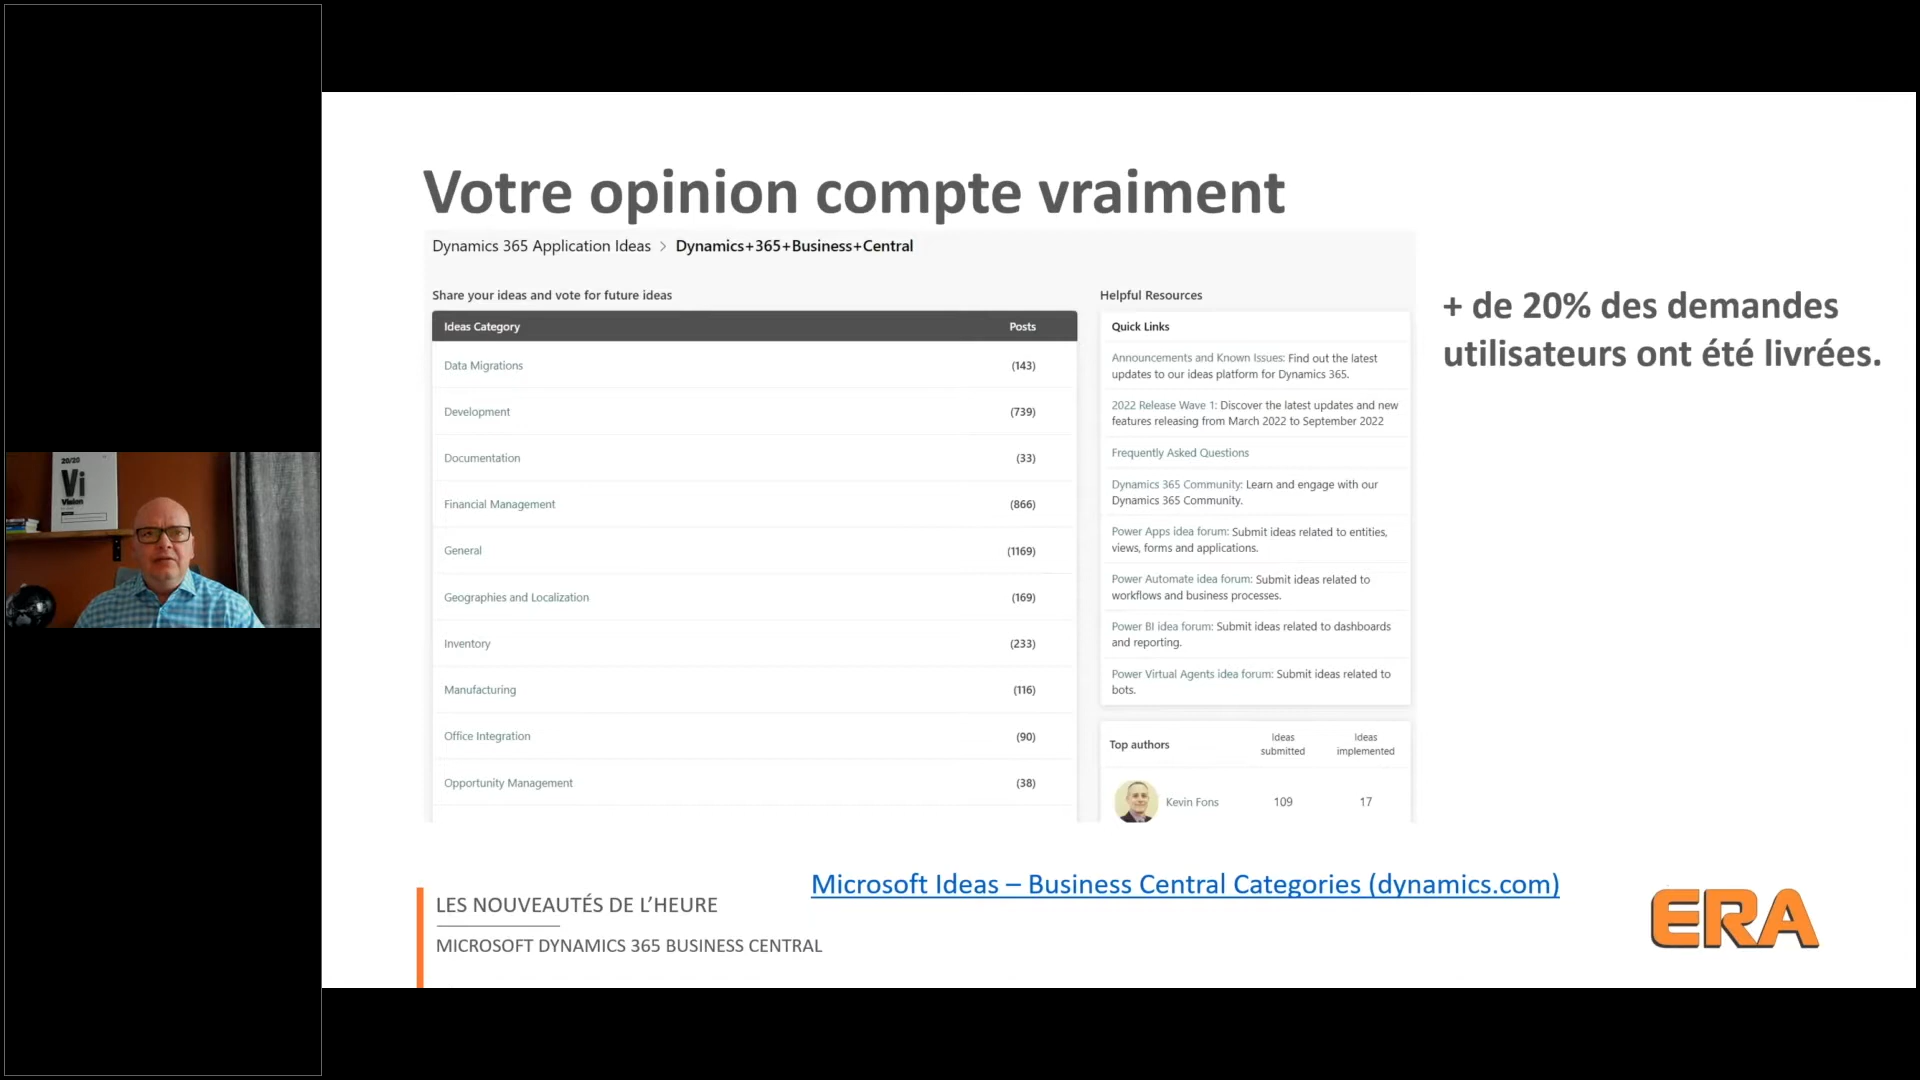 20/20
Vi
Vision
Votre opinion compte vraiment
Dynamics 365 Application Ideas > Dynamics+365+Business+Central
Share your ideas and vote for future ideas
Ideas Category Posts
Data Migrations (143)
Development (739)
Documentation (33)
Financial Management (866)
General (1169)
Geographies and Localization (169)
Inventory (233)
Manufacturing (116)
Office Integration (90)
Opportunity Management (38)
Helpful Resources
Quick Links
Announcements and Known Issues: Find out the latest
updates to our ideas platform for Dynamics 365.
2022 Release Wave 1: Discover the latest updates and new
features releasing from March 2022 to September 2022
Frequently Asked Questions
Dynamics 365 Community: Learn and engage with our
Dynamics 365 Community.
Power Apps idea forum: Submit ideas related to entities,
views, forms and applications.
Power Automate idea forum: Submit ideas related to
workflows and business processes.
Power BI idea forum: Submit ideas related to dashboards
and reporting.
Power Virtual Agents idea forum: Submit ideas related to
bots.
Top authors
Ideas
submitted
Ideas
implemented
Kevin Fons 109 17
+ de 20% des demandes
utilisateurs ont été livrées.
Microsoft Ideas – Business Central Categories (dynamics.com)
LES NOUVEAUTÉS DE L’HEURE
MICROSOFT DYNAMICS 365 BUSINESS CENTRAL
ERA